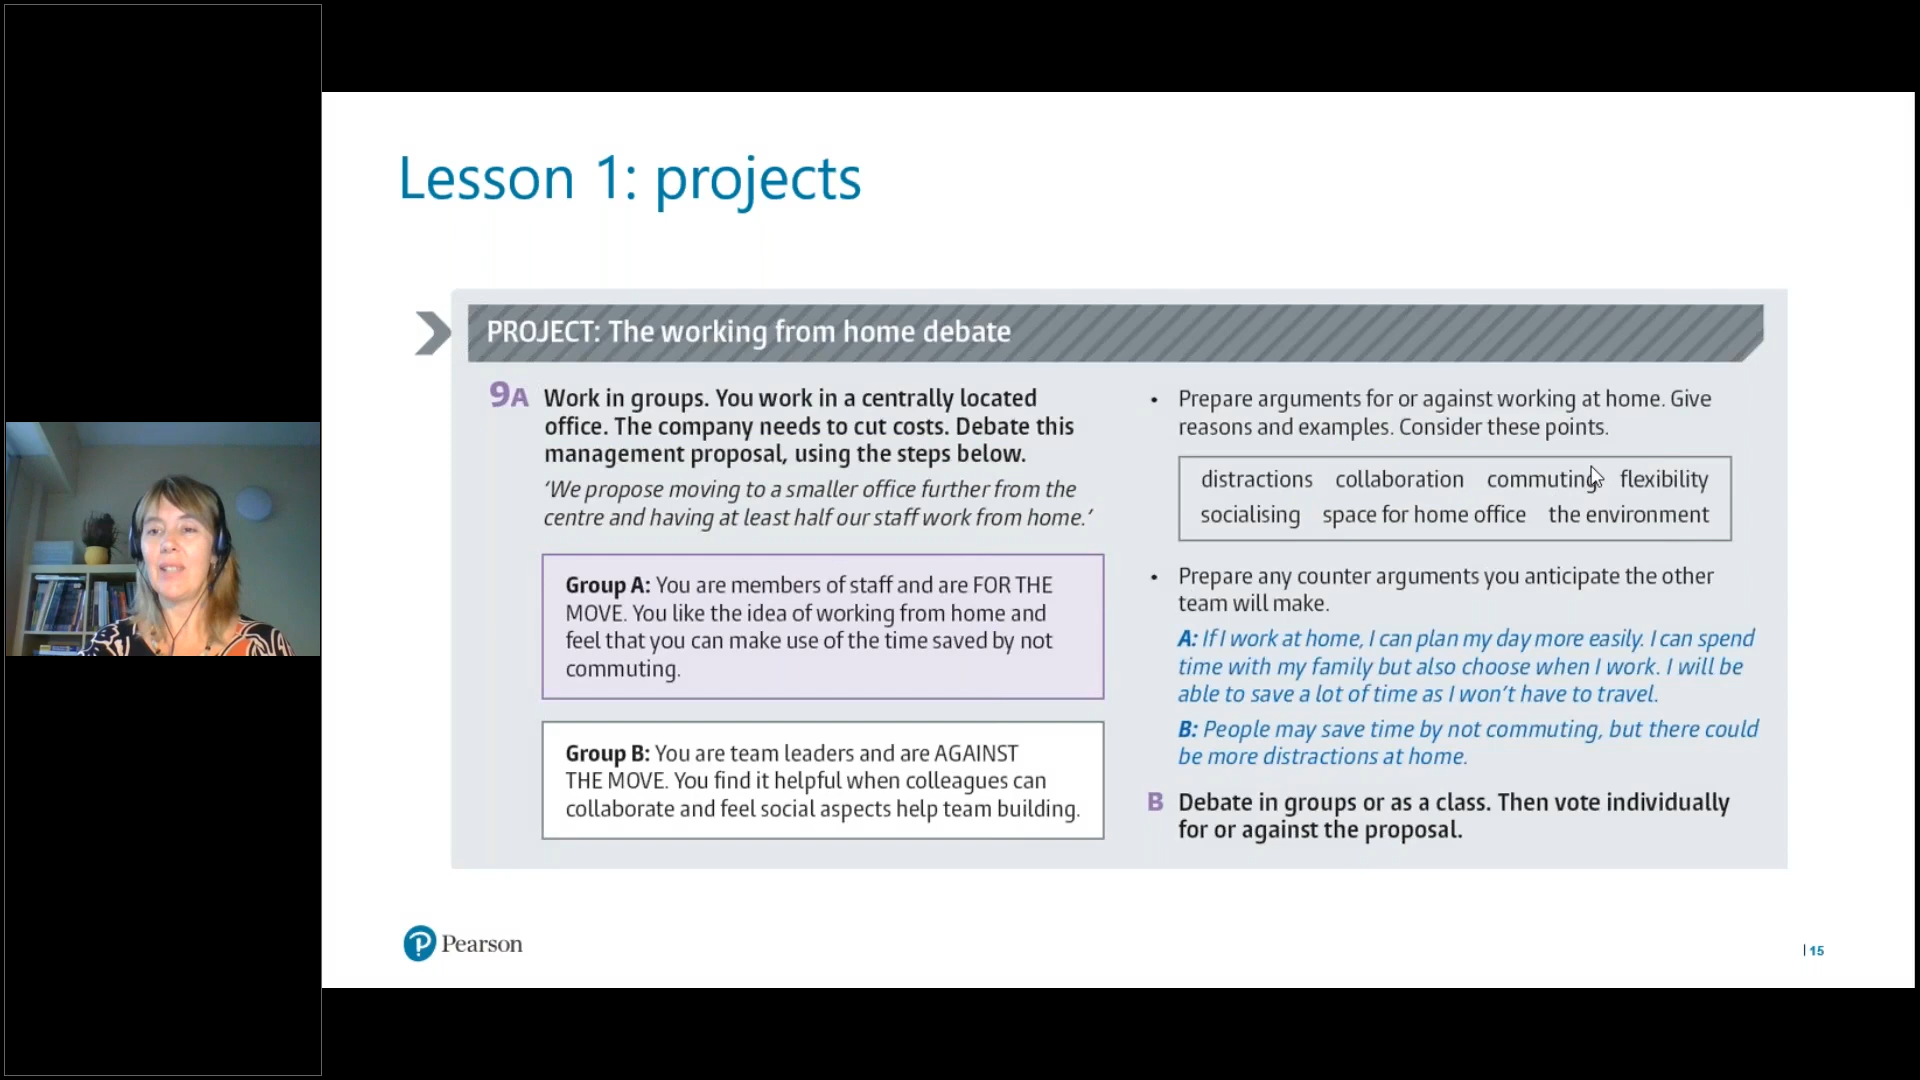 Lesson 1: projects
PROJECT: The working from home debate
9A Work in groups. You work in a centrally located
office. The company needs to cut costs. Debate this
management proposal, using the steps below.
‘We propose moving to a smaller office further from the
centre and having at least half our staff work from home.’
Group A: You are members of staff and are FOR THE
MOVE. You like the idea of working from home and
feel that you can make use of the time saved by not
commuting.
Group B: You are team leaders and are AGAINST
THE MOVE. You find it helpful when colleagues can
collaborate and feel social aspects help team building.
• Prepare arguments for or against working at home. Give
reasons and examples. Consider these points.
distractions collaboration commuting flexibility
socialising space for home office the environment
• Prepare any counter arguments you anticipate the other
team will make.
A: If I work at home, I can plan my day more easily. I can spend
time with my family but also choose when I work. I will be
able to save a lot of time as I won’t have to travel.
B: People may save time by not commuting, but there could
be more distractions at home.
B Debate in groups or as a class. Then vote individually
for or against the proposal.
P Pearson
| 15